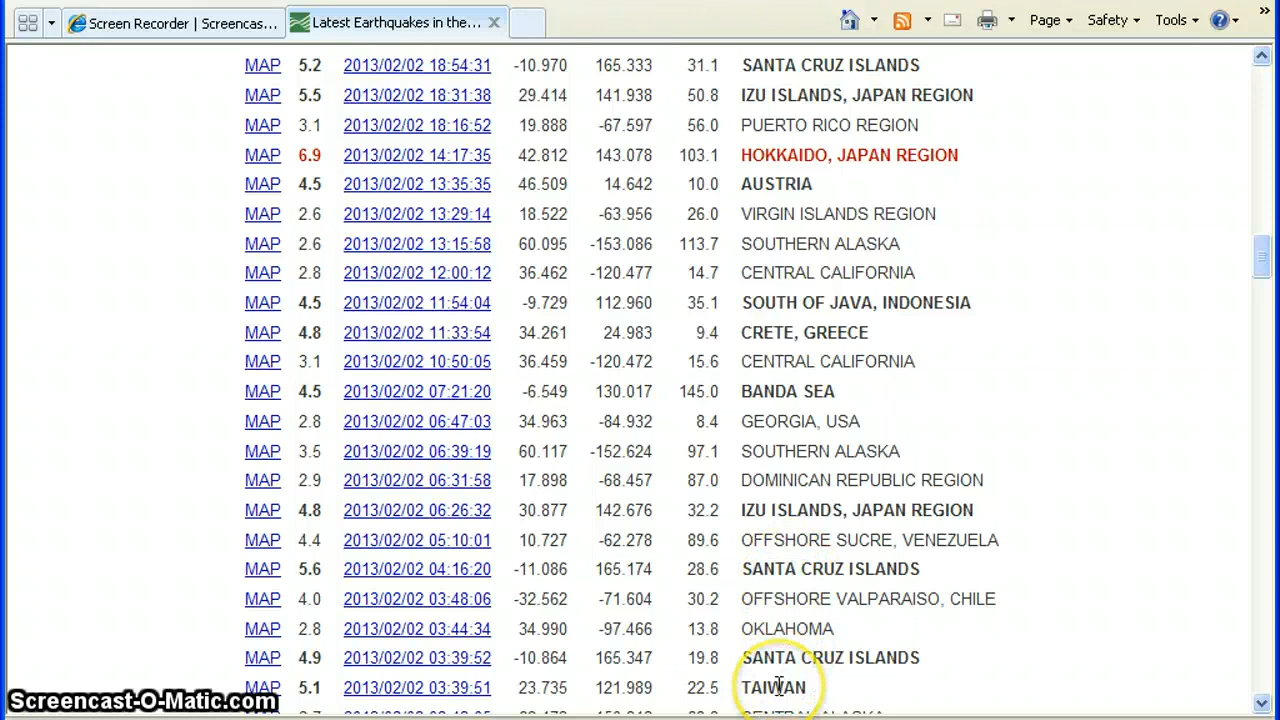 Screen Recorder | Screencas... Latest Earthquakes in the... Page Safety Tools
MAP 5.2 2013/02/02 18:54:31 -10.970 165.333 31.1 SANTA CRUZ ISLANDS
MAP 5.5 2013/02/02 18:31:38 29.414 141.938 50.8 IZU ISLANDS, JAPAN REGION
MAP 3.1 2013/02/02 18:16:52 19.888 -67.597 56.0 PUERTO RICO REGION
MAP 6.9 2013/02/02 14:17:35 42.812 143.078 103.1 HOKKAIDO, JAPAN REGION
MAP 4.5 2013/02/02 13:35:35 46.509 14.642 10.0 AUSTRIA
MAP 2.6 2013/02/02 13:29:14 18.522 -63.956 26.0 VIRGIN ISLANDS REGION
MAP 2.6 2013/02/02 13:15:58 60.095 -153.086 113.7 SOUTHERN ALASKA
MAP 2.8 2013/02/02 12:00:12 36.462 -120.477 14.7 CENTRAL CALIFORNIA
MAP 4.5 2013/02/02 11:54:04 -9.729 112.960 35.1 SOUTH OF JAVA, INDONESIA
MAP 4.8 2013/02/02 11:33:54 34.261 24.983 9.4 CRETE, GREECE
MAP 3.1 2013/02/02 10:50:05 36.459 -120.472 15.6 CENTRAL CALIFORNIA
MAP 4.5 2013/02/02 07:21:20 -6.549 130.017 145.0 BANDA SEA
MAP 2.8 2013/02/02 06:47:03 34.963 -84.932 8.4 GEORGIA, USA
MAP 3.5 2013/02/02 06:39:19 60.117 -152.624 97.1 SOUTHERN ALASKA
MAP 2.9 2013/02/02 06:31:58 17.898 -68.457 87.0 DOMINICAN REPUBLIC REGION
MAP 4.8 2013/02/02 06:26:32 30.877 142.676 32.2 IZU ISLANDS, JAPAN REGION
MAP 4.4 2013/02/02 05:10:01 10.727 -62.278 89.6 OFFSHORE SUCRE, VENEZUELA
MAP 5.6 2013/02/02 04:16:20 -11.086 165.174 28.6 SANTA CRUZ ISLANDS
MAP 4.0 2013/02/02 03:48:06 -32.562 -71.604 30.2 OFFSHORE VALPARAISO, CHILE
MAP 2.8 2013/02/02 03:44:34 34.990 -97.466 13.8 OKLAHOMA
MAP 4.9 2013/02/02 03:39:52 -10.864 165.347 19.8 SANTA CRUZ ISLANDS
MAP 5.1 2013/02/02 03:39:51 23.735 121.989 22.5 TAIWAN
Screencast-O-Matic.com